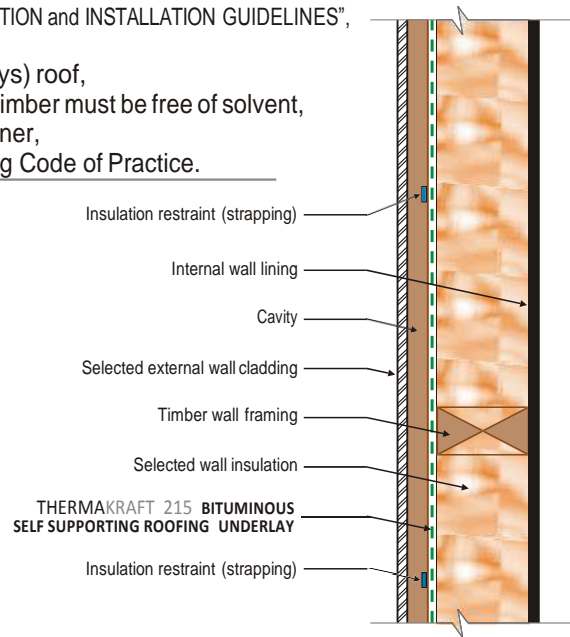 TION and INSTALLATION GUIDELINES”,
ys) roof,
imber must be free of solvent,
ner,
g Code of Practice.
Insulation restraint (strapping)
Internal wall lining
Cavity
Selected external wall cladding
Timber wall framing
Selected wall insulation
THERMAKRAFT 215 BITUMINOUS
SELF SUPPORTING ROOFING UNDERLAY
Insulation restraint (strapping)